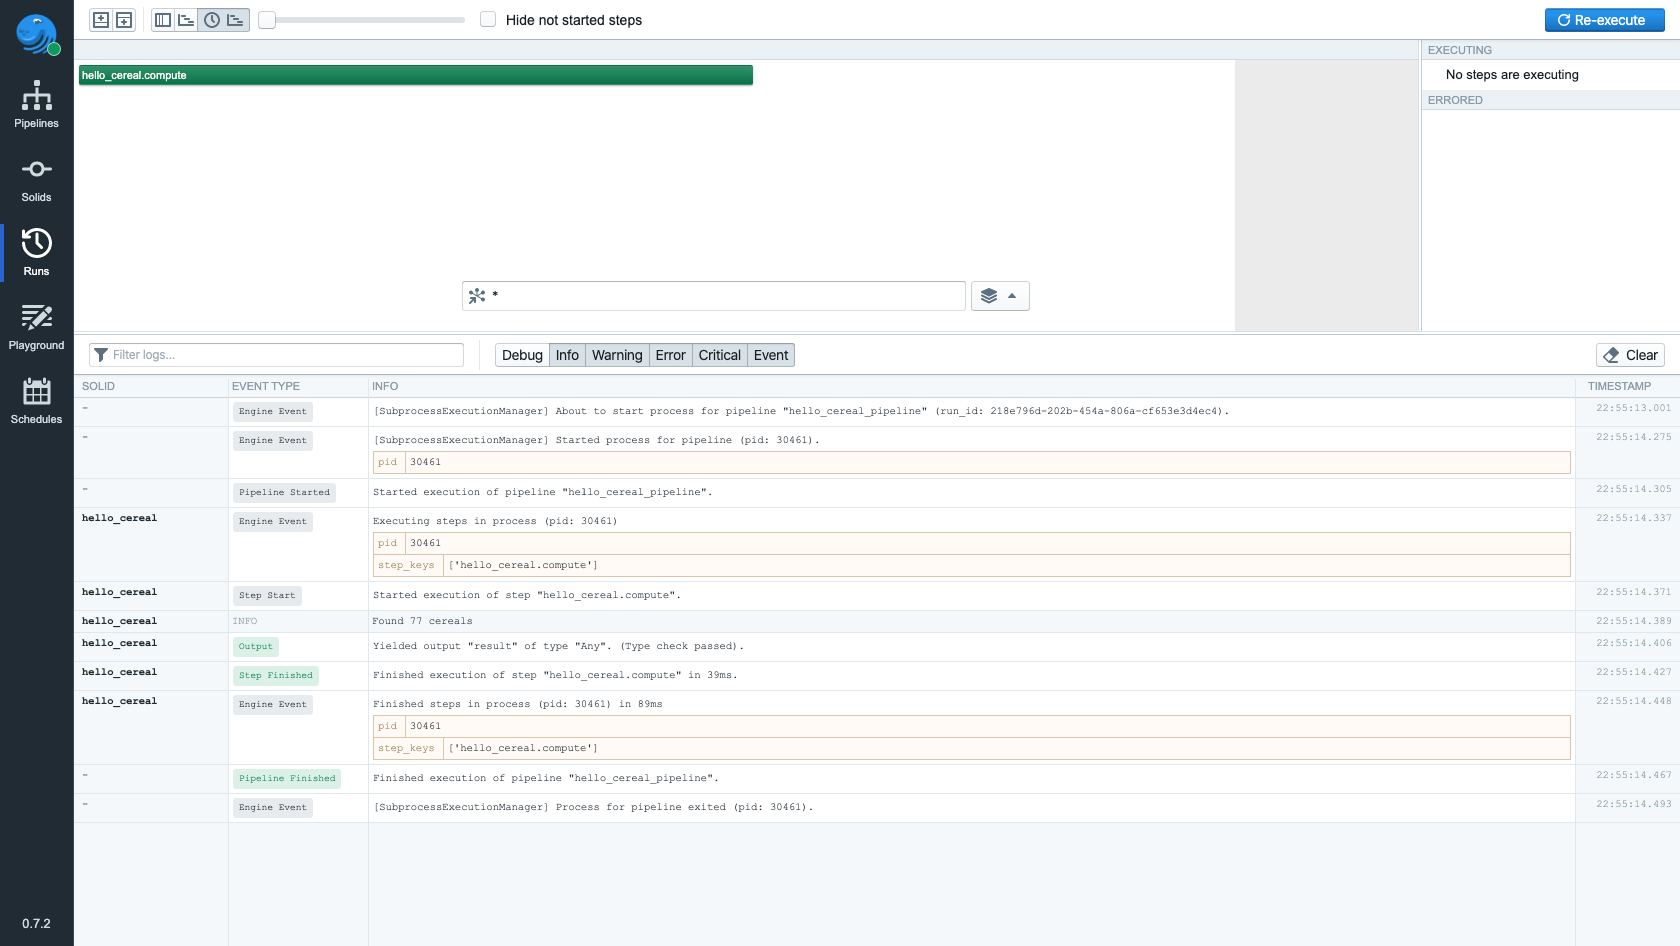 Hide not started steps
Re-execute
EXECUTING
hello_cereal.compute
No steps are executing
ERRORED
Pipelines
Solids
Runs
Playground
Schedules
0.7.2
*
Filter logs...
Debug Info Warning Error Critical Event
Clear
SOLID EVENT TYPE INFO TIMESTAMP
- Engine Event [SubprocessExecutionManager] About to start process for pipeline "hello_cereal_pipeline" (run_id: 218e796d-202b-454a-806a-cf653e3d4ec4). 22:55:13.001
- Engine Event [SubprocessExecutionManager] Started process for pipeline (pid: 30461). 22:55:14.275
pid 30461
- Pipeline Started Started execution of pipeline "hello_cereal_pipeline". 22:55:14.305
hello_cereal Engine Event Executing steps in process (pid: 30461) 22:55:14.337
pid 30461
step_keys ['hello_cereal.compute']
hello_cereal Step Start Started execution of step "hello_cereal.compute". 22:55:14.371
hello_cereal INFO Found 77 cereals 22:55:14.389
hello_cereal Output Yielded output "result" of type "Any". (Type check passed). 22:55:14.406
hello_cereal Step Finished Finished execution of step "hello_cereal.compute" in 39ms. 22:55:14.427
hello_cereal Engine Event Finished steps in process (pid: 30461) in 89ms 22:55:14.448
pid 30461
step_keys ['hello_cereal.compute']
- Pipeline Finished Finished execution of pipeline "hello_cereal_pipeline". 22:55:14.467
- Engine Event [SubprocessExecutionManager] Process for pipeline exited (pid: 30461). 22:55:14.493